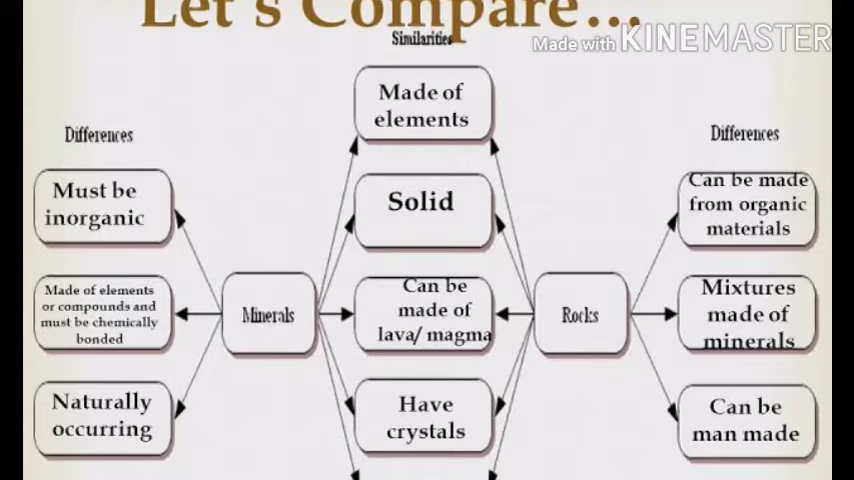 Let's Compare...
Similarities
Made with KINEMASTER
Made of
elements
Differences
Differences
Must be
inorganic
Solid
Can be made
from organic
materials
Made of elements
or compounds and
must be chemically
bonded
Minerals
Can be
made of
lava/ magma
Rocks
Mixtures
made of
minerals
Naturally
occurring
Have
crystals
Can be
man made